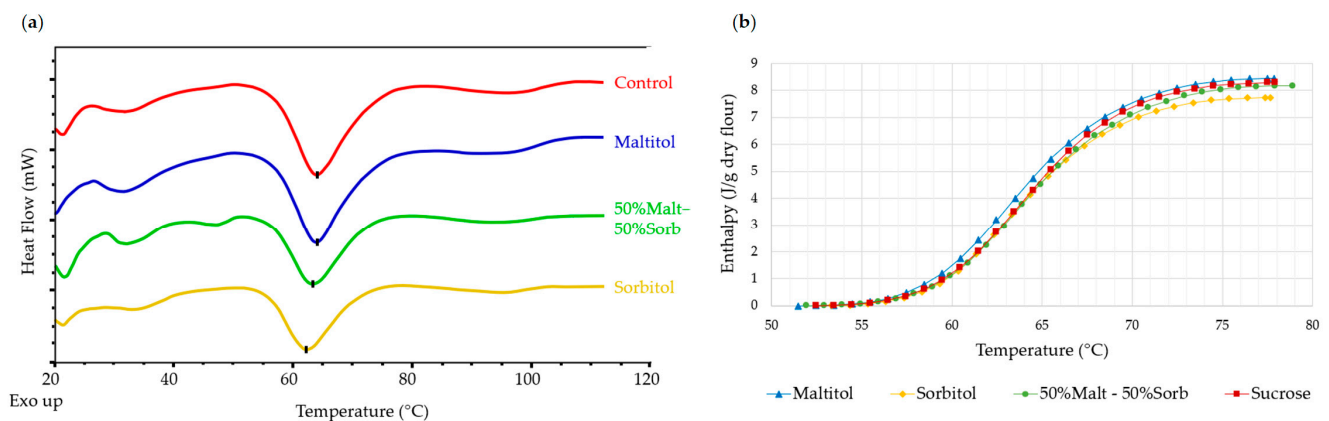 (a)
Heat Flow (mW)
Control
Maltitol
50%Malt–
50%Sorb
Sorbitol
20 40 60 80 100 120
Exo up
Temperature (°C)
(b)
Enthalpy (J/g dry flour)
9
8
7
6
5
4
3
2
1
0
50 55 60 65 70 75 80
Temperature (°C)
Maltitol Sorbitol 50%Malt - 50%Sorb Sucrose